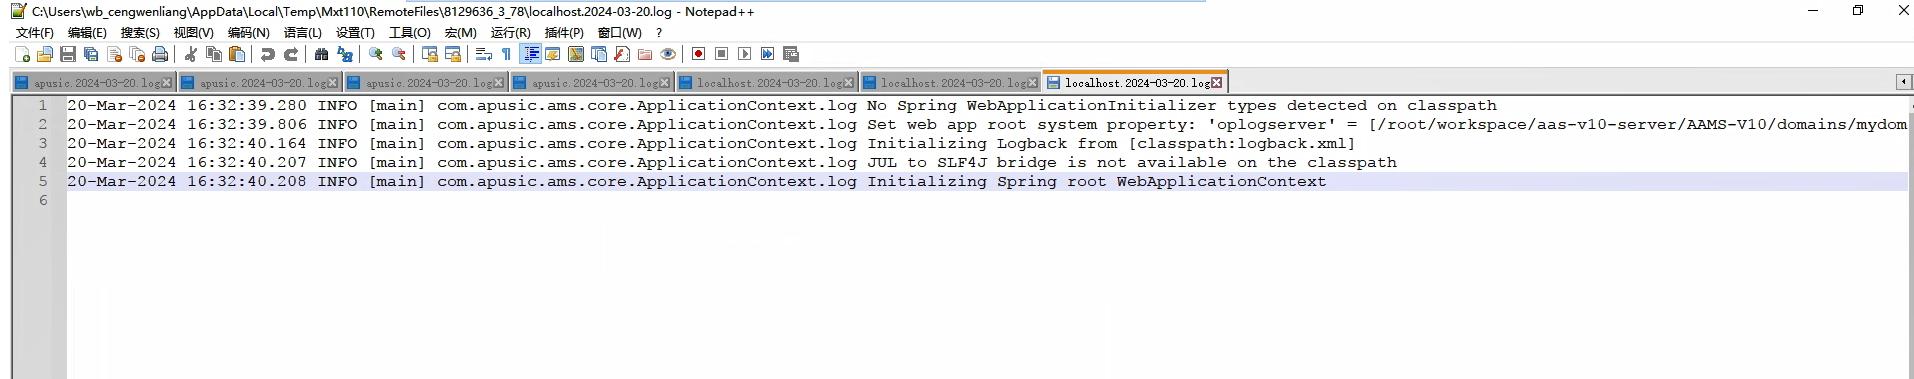 C:\Users\wb_cengwenliang\AppData\Local\Temp\Mxt110\RemoteFiles\8129636_3_78\localhost.2024-03-20.log - Notepad++
文件(F) 编辑(E) 搜索(S) 视图(V) 编码(N) 语言(L) 设置(T) 工具(O) 宏(M) 运行(R) 插件(P) 窗口(W) ?
apusic.2024-03-20.log apusic.2024-03-20.log apusic.2024-03-20.log apusic.2024-03-20.log localhost.2024-03-20.log localhost.2024-03-20.log localhost.2024-03-20.log
1 20-Mar-2024 16:32:39.280 INFO [main] com.apusic.ams.core.ApplicationContext.log No Spring WebApplicationInitializer types detected on classpath
2 20-Mar-2024 16:32:39.806 INFO [main] com.apusic.ams.core.ApplicationContext.log Set web app root system property: 'oplogserver' = [/root/workspace/aas-v10-server/AAMS-V10/domains/mydom
3 20-Mar-2024 16:32:40.164 INFO [main] com.apusic.ams.core.ApplicationContext.log Initializing Logback from [classpath:logback.xml]
4 20-Mar-2024 16:32:40.207 INFO [main] com.apusic.ams.core.ApplicationContext.log JUL to SLF4J bridge is not available on the classpath
5 20-Mar-2024 16:32:40.208 INFO [main] com.apusic.ams.core.ApplicationContext.log Initializing Spring root WebApplicationContext
6